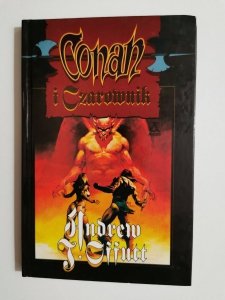 Conan
i Czarownik
Andrew
J. Offutt